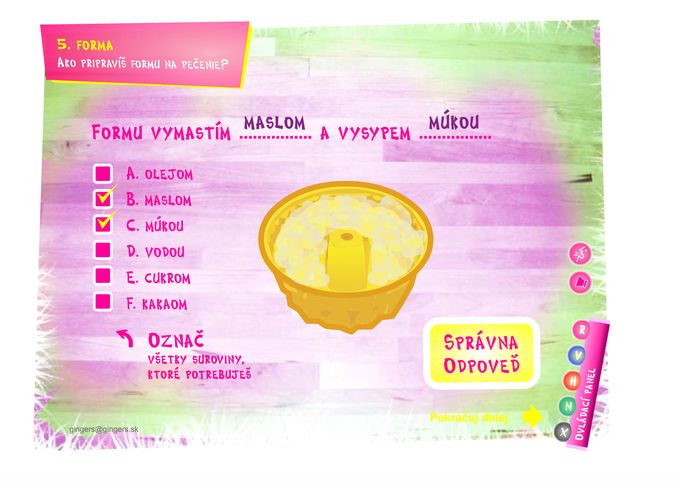 5. FORMA
AKO PRIPRAVÍŠ FORMU NA PEČENIE?
FORMU VYMASTÍM MASLOM A VYSYPEM MÚKOU
A. OLEJOM
B. MASLOM
C. MÚKOU
D. VODOU
E. CUKROM
F. KAKAOM
OZNAČ
VŠETKY SUROVINY,
KTORÉ POTREBUJEŠ
SPRÁVNA
ODPOVEĎ
Pokračuj ďalej
gingers@gingers.sk
R
V
H
N
X
OVLÁDACÍ PANEL